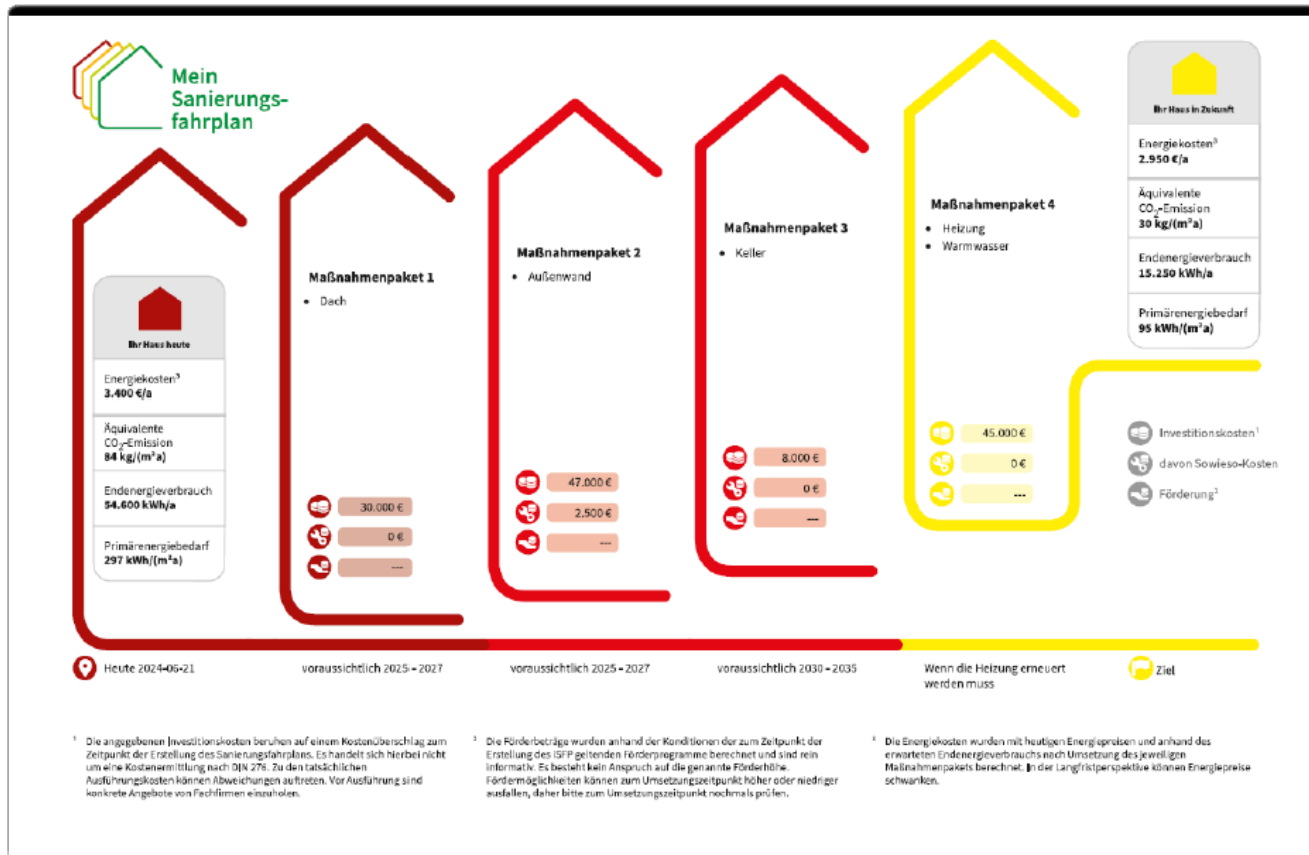 Mein
Sanierungs-
fahrplan
Ihr Haus heute
Energiekosten³
3.400 €/a
Äquivalente
CO₂-Emission
84 kg/(m²a)
Endenergieverbrauch
54.600 kWh/a
Primärenergiebedarf
297 kWh/(m²a)
Maßnahmenpaket 1
• Dach
30.000 €
0 €
---
Maßnahmenpaket 2
• Außenwand
47.000 €
2.500 €
---
Maßnahmenpaket 3
• Keller
8.000 €
0 €
---
Maßnahmenpaket 4
• Heizung
• Warmwasser
45.000 €
0 €
---
Ihr Haus in Zukunft
Energiekosten³
2.950 €/a
Äquivalente
CO₂-Emission
30 kg/(m²a)
Endenergieverbrauch
15.250 kWh/a
Primärenergiebedarf
95 kWh/(m²a)
Investitionskosten¹
davon Sowieso-Kosten
Förderung²
Heute 2024-06-21
voraussichtlich 2025 - 2027
voraussichtlich 2025 - 2027
voraussichtlich 2030 - 2035
Wenn die Heizung erneuert
werden muss
Ziel
¹ Die angegebenen Investitionskosten beruhen auf einem Kostenüberschlag zum
Zeitpunkt der Erstellung des Sanierungsfahrplans. Es handelt sich hierbei nicht
um eine Kostenermittlung nach DIN 276. Zu den tatsächlichen
Ausführungskosten können Abweichungen auftreten. Vor Ausführung sind
konkrete Angebote von Fachfirmen einzuholen.
² Die Förderbeträge wurden anhand der Konditionen der zum Zeitpunkt der
Erstellung des iSFP geltenden Förderprogramme berechnet und sind rein
informativ. Es besteht kein Anspruch auf die genannte Förderhöhe.
Fördermöglichkeiten können zum Umsetzungszeitpunkt höher oder niedriger
ausfallen, daher bitte zum Umsetzungszeitpunkt nochmals prüfen.
³ Die Energiekosten wurden mit heutigen Energiepreisen und anhand des
erwarteten Endenergieverbrauchs nach Umsetzung des jeweiligen
Maßnahmenpakets berechnet. In der Langfristperspektive können Energiepreise
schwanken.